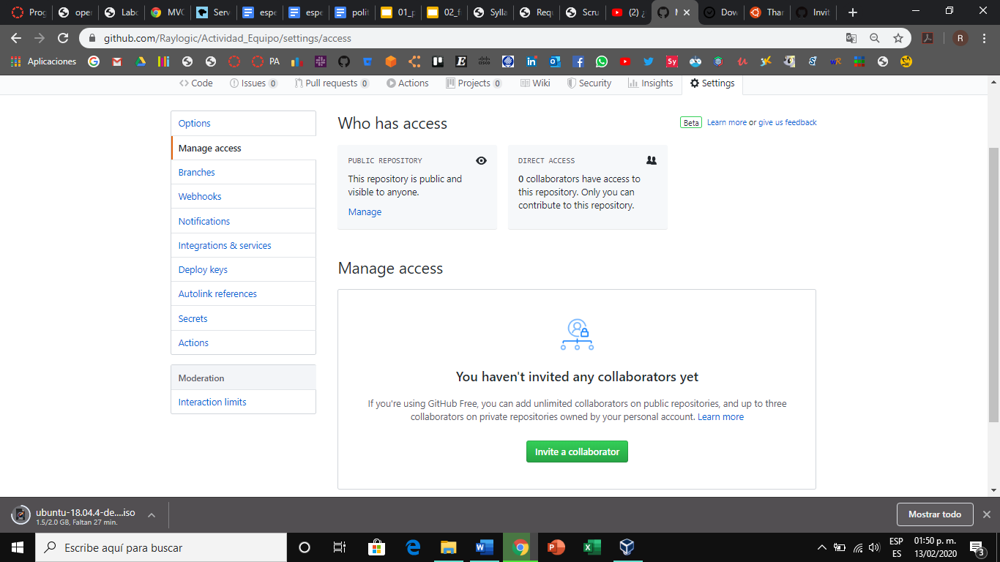 Prog
oper
Labo
MVC
Serv
espe
espe
polit
01_p
02_f
Sylla
Requ
Scru
(2) ¿
Dow
Thar
Invit
github.com/Raylogic/Actividad_Equipo/settings/access
R
Aplicaciones
PA
Code
Issues 0
Pull requests 0
Actions
Projects 0
Wiki
Security
Insights
Settings
Options
Manage access
Branches
Webhooks
Notifications
Integrations & services
Deploy keys
Autolink references
Secrets
Actions
Moderation
Interaction limits
Who has access
Beta Learn more or give us feedback
PUBLIC REPOSITORY
This repository is public and
visible to anyone.
Manage
DIRECT ACCESS
0 collaborators have access to
this repository. Only you can
contribute to this repository.
Manage access
You haven't invited any collaborators yet
If you're using GitHub Free, you can add unlimited collaborators on public repositories, and up to three
collaborators on private repositories owned by your personal account. Learn more
Invite a collaborator
ubuntu-18.04.4-de....iso
1.5/2.0 GB, Faltan 27 min.
Mostrar todo
Escribe aquí para buscar
ESP
ES
01:50 p. m.
13/02/2020
3